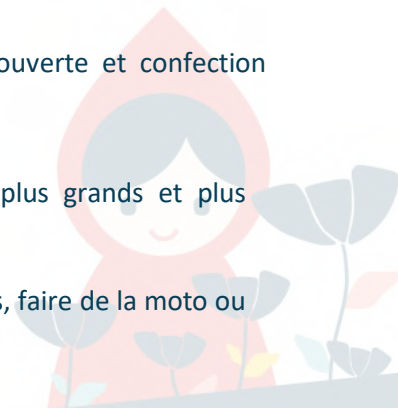 ouverte et confection
plus grands et plus
, faire de la moto ou